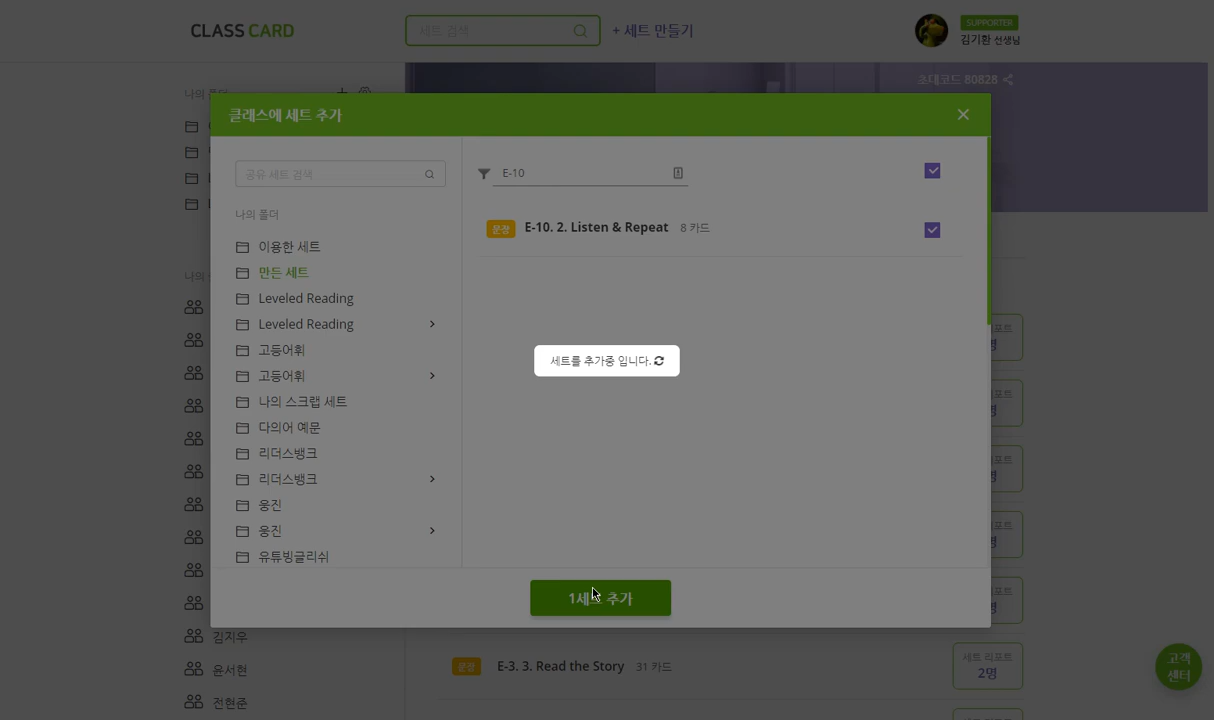 CLASS CARD
세트 검색
+ 세트 만들기
SUPPORTER
김기환 선생님
초대코드 80828
나의 폴
클래스에 세트 추가
공유 세트 검색
E-10
나의 폴더
문장 E-10. 2. Listen & Repeat 8 카드
이용한 세트
만든 세트
Leveled Reading
Leveled Reading
고등어휘
고등어휘
나의 스크랩 세트
다의어 예문
리더스뱅크
리더스뱅크
웅진
웅진
유튜빙글리쉬
세트를 추가중 입니다.
1세트 추가
김지우
윤서현
전현준
문장 E-3. 3. Read the Story 31 카드
세트 리포트
2명
고객
센터